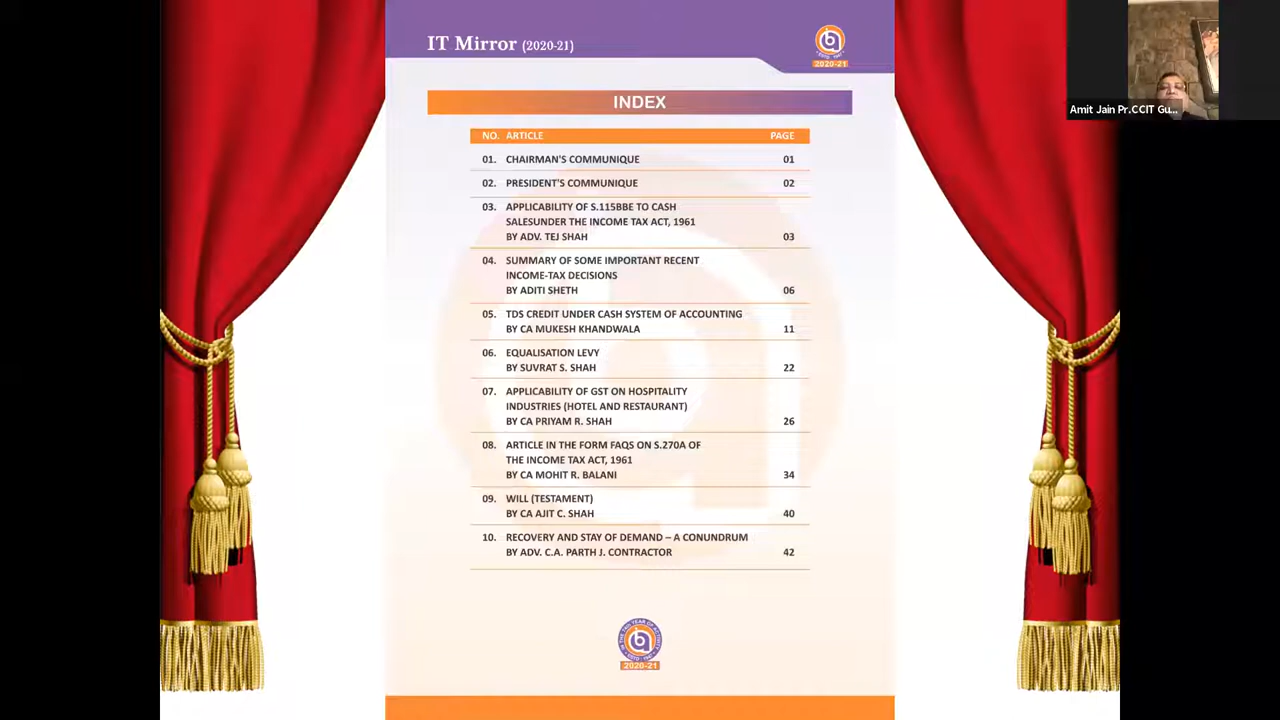 IT Mirror (2020-21)
2020-21
INDEX
NO. ARTICLE PAGE
01. CHAIRMAN'S COMMUNIQUE 01
02. PRESIDENT'S COMMUNIQUE 02
03. APPLICABILITY OF S.115BBE TO CASH
SALESUNDER THE INCOME TAX ACT, 1961
BY ADV. TEJ SHAH 03
04. SUMMARY OF SOME IMPORTANT RECENT
INCOME-TAX DECISIONS
BY ADITI SHETH 06
05. TDS CREDIT UNDER CASH SYSTEM OF ACCOUNTING
BY CA MUKESH KHANDWALA 11
06. EQUALISATION LEVY
BY SUVRAT S. SHAH 22
07. APPLICABILITY OF GST ON HOSPITALITY
INDUSTRIES (HOTEL AND RESTAURANT)
BY CA PRIYAM R. SHAH 26
08. ARTICLE IN THE FORM FAQS ON S.270A OF
THE INCOME TAX ACT, 1961
BY CA MOHIT R. BALANI 34
09. WILL (TESTAMENT)
BY CA AJIT C. SHAH 40
10. RECOVERY AND STAY OF DEMAND – A CONUNDRUM
BY ADV. C.A. PARTH J. CONTRACTOR 42
2020-21
Amit Jain Pr.CCIT Gu...